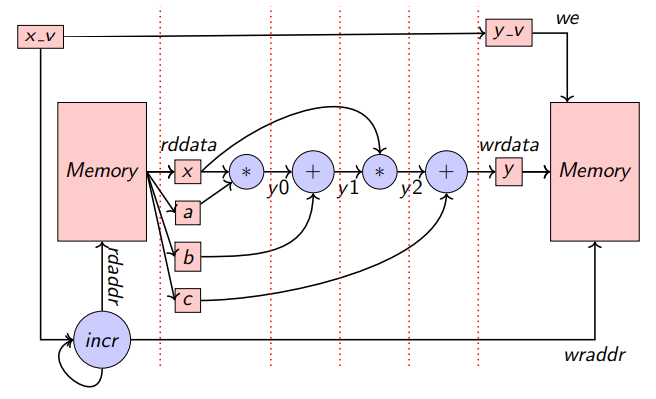 we
x_v
y_v
rddata
wrdata
Memory
x
*
y0
+
y1
*
y2
+
y
Memory
a
b
c
rdaddr
incr
wraddr